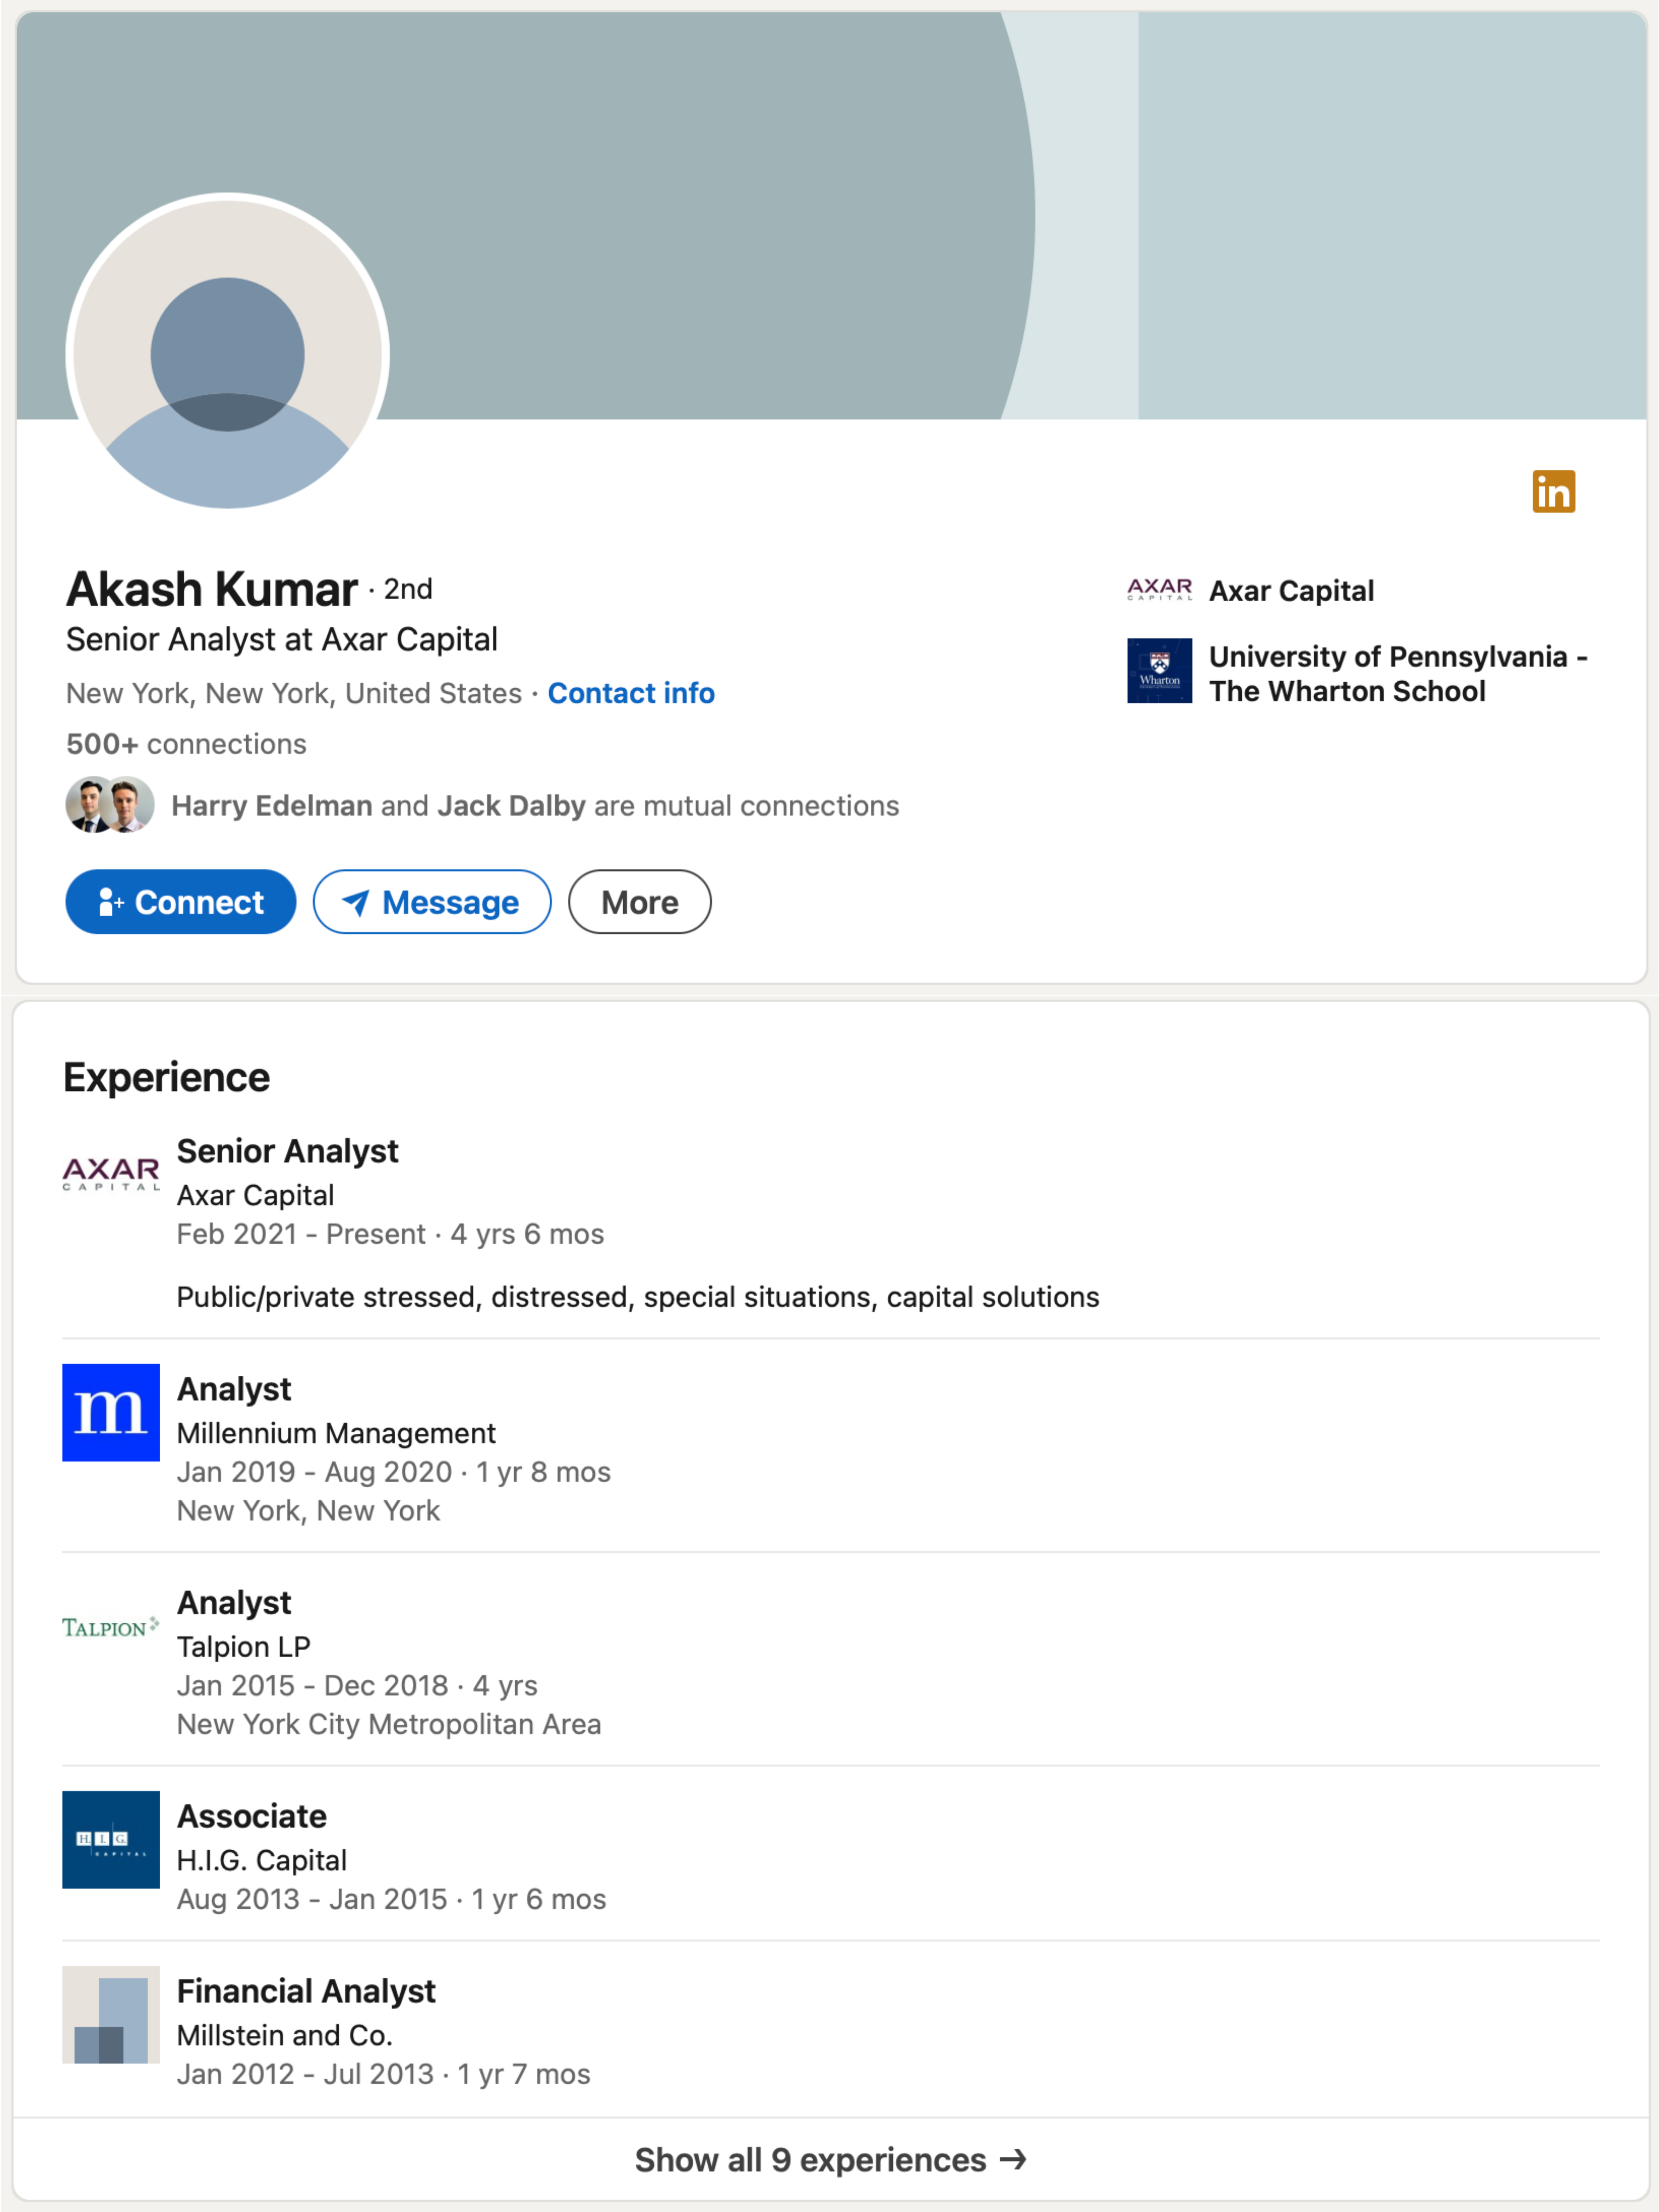 in
Akash Kumar · 2nd
Senior Analyst at Axar Capital
New York, New York, United States · Contact info
500+ connections
Harry Edelman and Jack Dalby are mutual connections
Connect
Message
More
AXAR
CAPITAL
Axar Capital
Wharton
University of Pennsylvania -
The Wharton School
Experience
AXAR
CAPITAL
Senior Analyst
Axar Capital
Feb 2021 - Present · 4 yrs 6 mos
Public/private stressed, distressed, special situations, capital solutions
m
Analyst
Millennium Management
Jan 2019 - Aug 2020 · 1 yr 8 mos
New York, New York
TALPION
Analyst
Talpion LP
Jan 2015 - Dec 2018 · 4 yrs
New York City Metropolitan Area
H.I.G.
CAPITAL
Associate
H.I.G. Capital
Aug 2013 - Jan 2015 · 1 yr 6 mos
Financial Analyst
Millstein and Co.
Jan 2012 - Jul 2013 · 1 yr 7 mos
Show all 9 experiences →